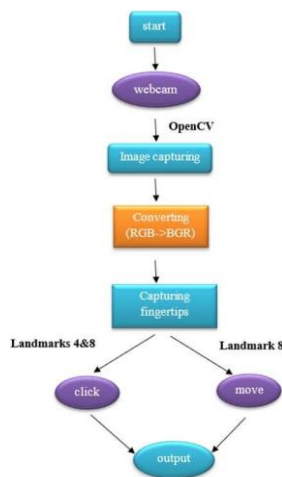 start
webcam
OpenCV
Image capturing
Converting
(RGB->BGR)
Capturing
fingertips
Landmarks 4&8
Landmark 8
click
move
output